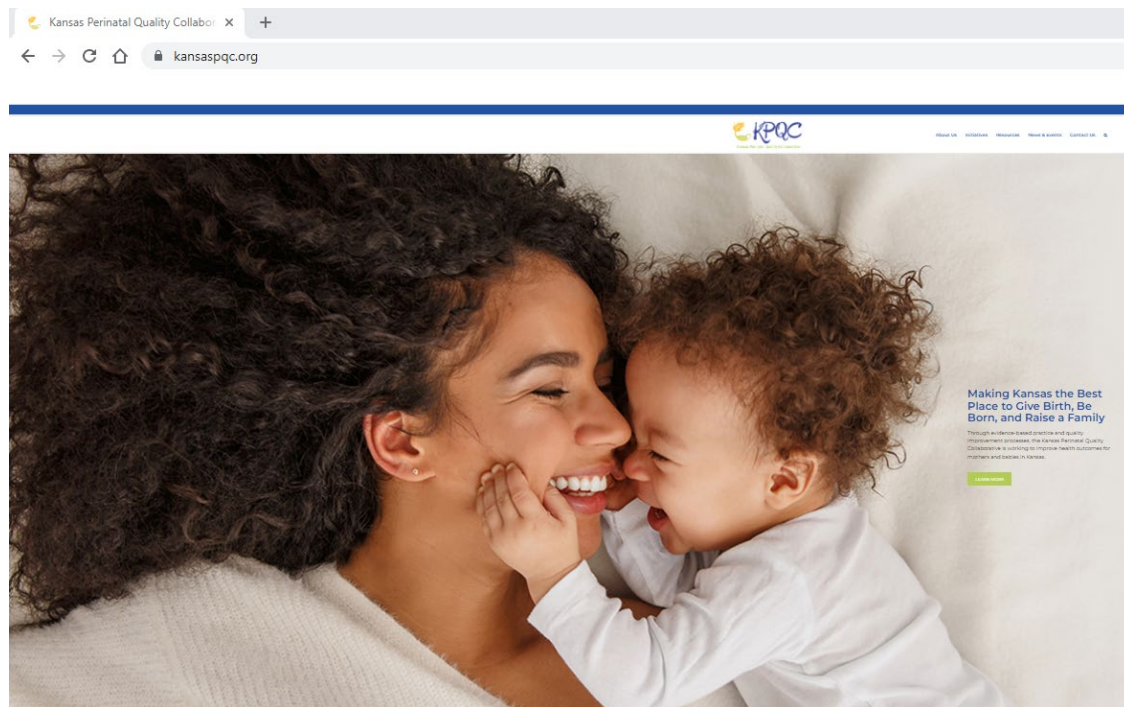 Kansas Perinatal Quality Collabor
kansaspqc.org
KPQC
About Us Initiatives Resources News & Events Contact Us
Making Kansas the Best
Place to Give Birth, Be
Born, and Raise a Family
Through evidence-based practice and quality
improvement processes, the Kansas Perinatal Quality
Collaborative is working to improve health outcomes for
mothers and babies in Kansas.
LEARN MORE